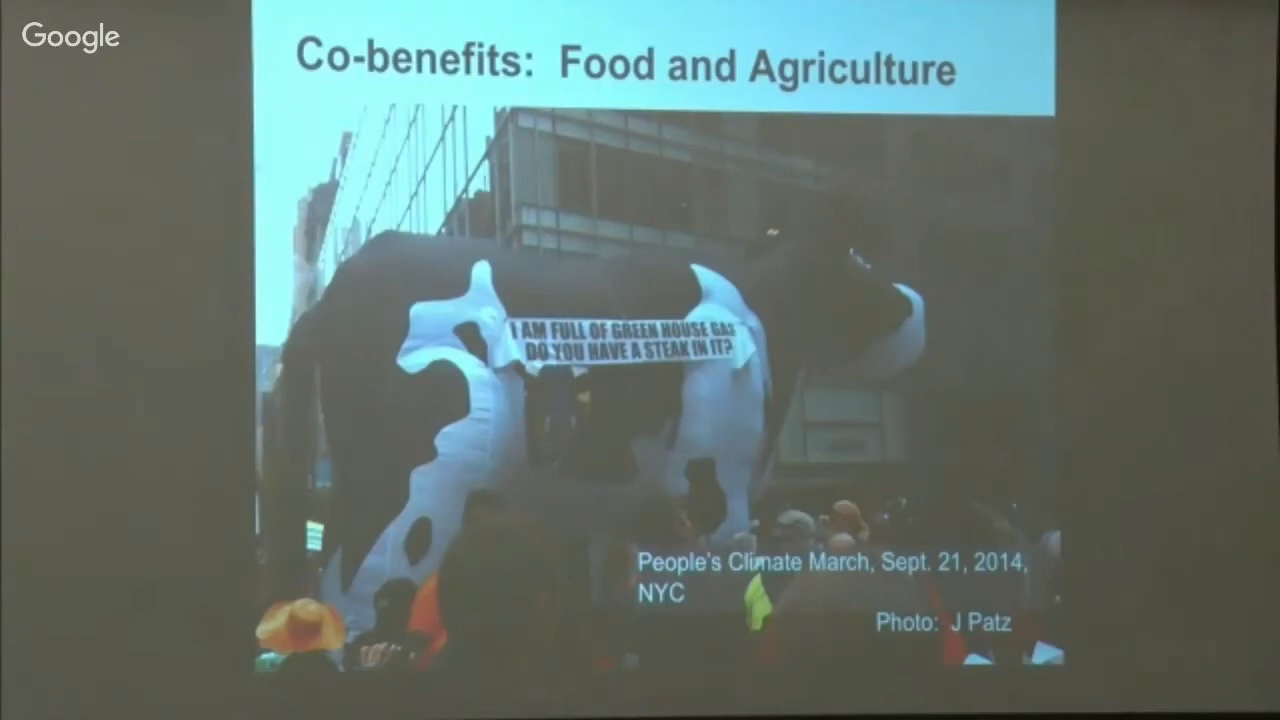 Google
Co-benefits: Food and Agriculture
I AM FULL OF GREEN HOUSE GAS
DO YOU HAVE A STEAK IN IT?
People's Climate March, Sept. 21, 2014,
NYC
Photo: J Patz